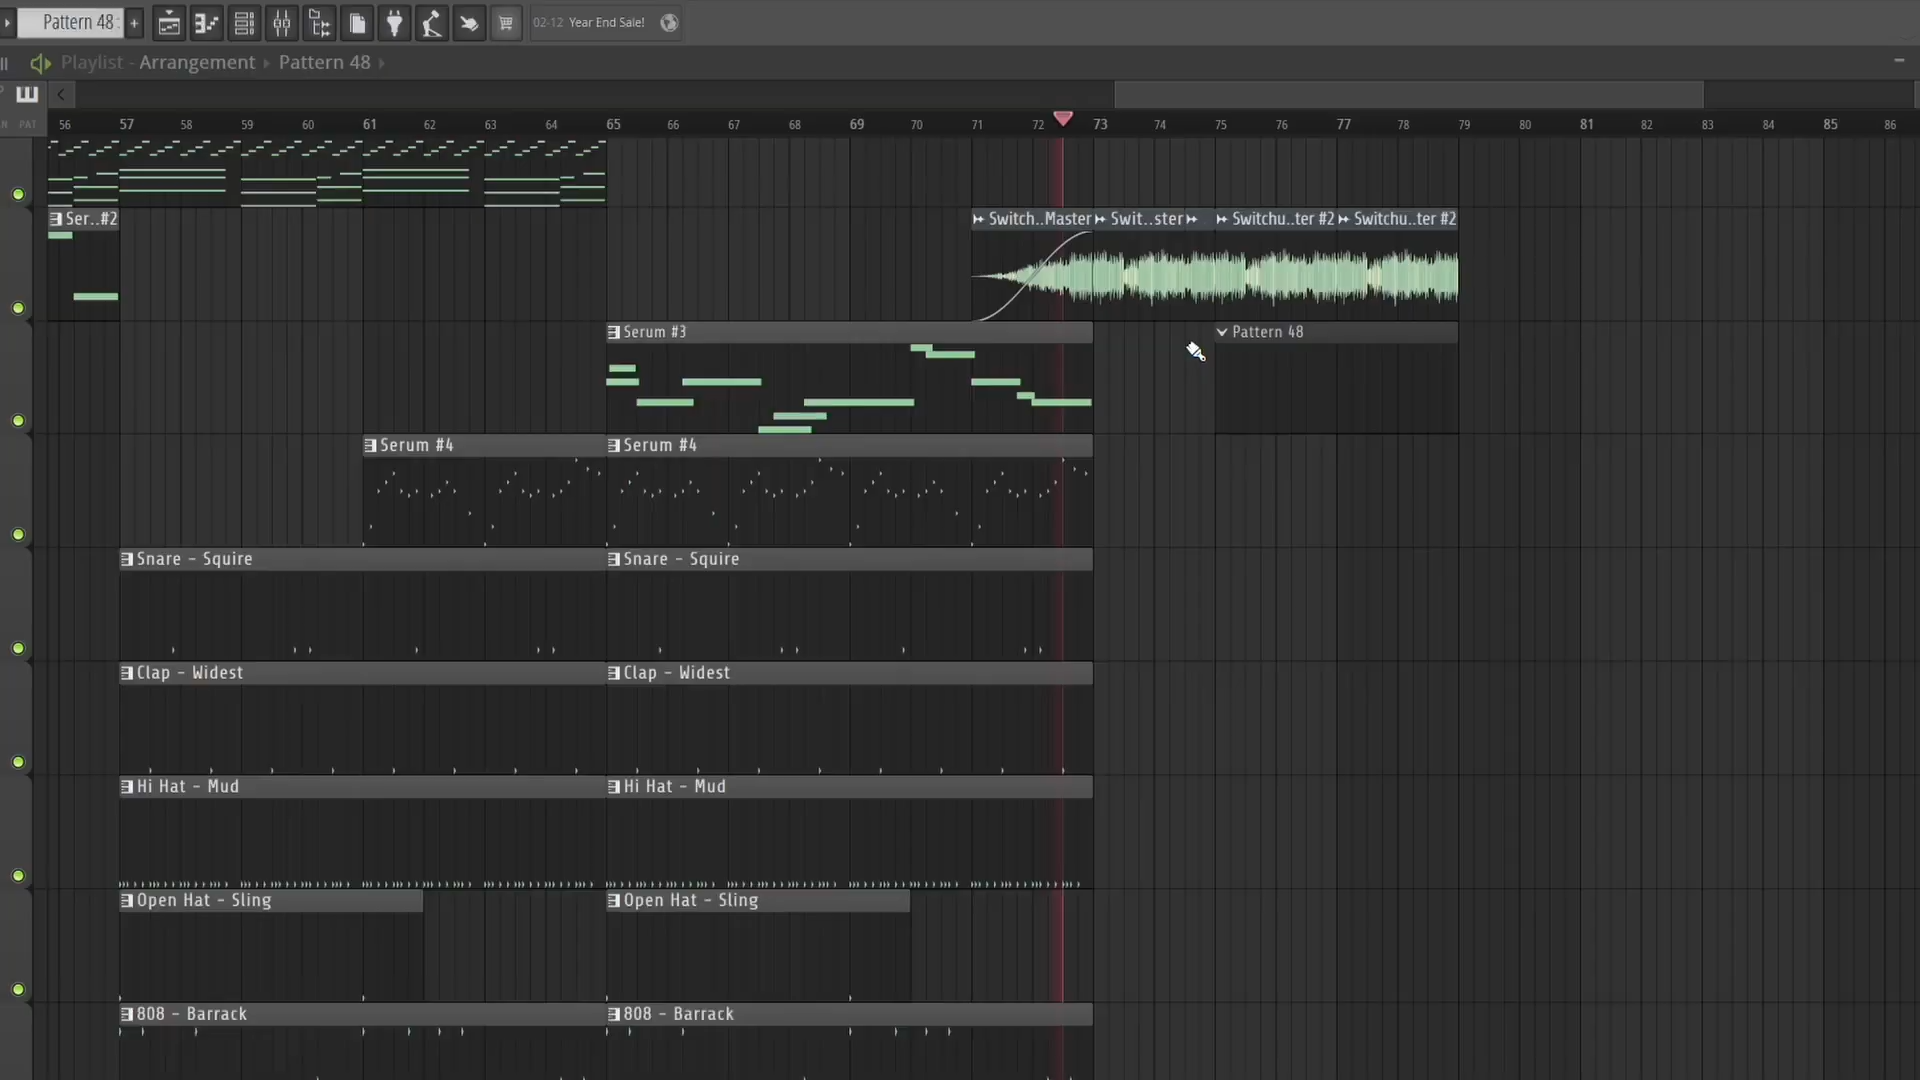 Pattern 48
02-12 Year End Sale!
Playlist - Arrangement Pattern 48
PAT
56 57 58 59 60 61 62 63 64 65 66 67 68 69 70 71 72 73 74 75 76 77 78 79 80 81 82 83 84 85 86
Ser..#2
Switch..Master Swit..ster Switchu..ter #2 Switchu..ter #2
Serum #3
Pattern 48
Serum #4 Serum #4
Snare - Squire Snare - Squire
Clap - Widest Clap - Widest
Hi Hat - Mud Hi Hat - Mud
Open Hat - Sling Open Hat - Sling
808 - Barrack 808 - Barrack